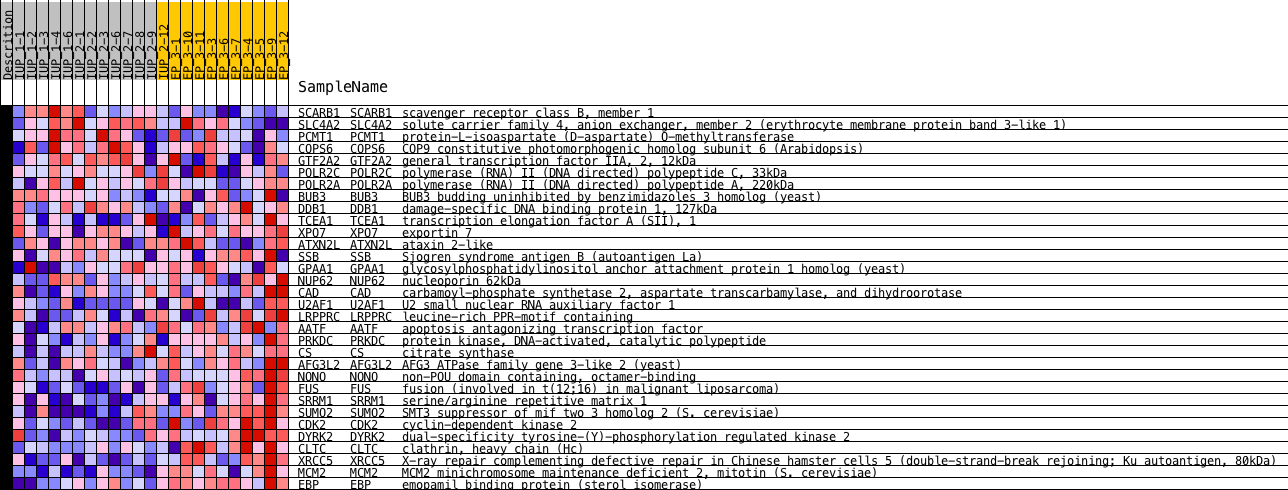 Descrition
IUP_1-1
IUP_1-2
IUP_1-3
IUP_1-4
IUP_1-6
IUP_2-1
IUP_2-2
IUP_2-3
IUP_2-6
IUP_2-7
IUP_2-8
IUP_2-9
IUP_2-12
EP_3-1
EP_3-10
EP_3-11
EP_3-3
EP_3-6
EP_3-7
EP_3-4
EP_3-5
EP_3-9
EP_3-12
SampleName
SCARB1 SCARB1 scavenger receptor class B, member 1
SLC4A2 SLC4A2 solute carrier family 4, anion exchanger, member 2 (erythrocyte membrane protein band 3-like 1)
PCMT1 PCMT1 protein-L-isoaspartate (D-aspartate) O-methyltransferase
COPS6 COPS6 COP9 constitutive photomorphogenic homolog subunit 6 (Arabidopsis)
GTF2A2 GTF2A2 general transcription factor IIA, 2, 12kDa
POLR2C POLR2C polymerase (RNA) II (DNA directed) polypeptide C, 33kDa
POLR2A POLR2A polymerase (RNA) II (DNA directed) polypeptide A, 220kDa
BUB3 BUB3 BUB3 budding uninhibited by benzimidazoles 3 homolog (yeast)
DDB1 DDB1 damage-specific DNA binding protein 1, 127kDa
TCEA1 TCEA1 transcription elongation factor A (SII), 1
XPO7 XPO7 exportin 7
ATXN2L ATXN2L ataxin 2-like
SSB SSB Sjogren syndrome antigen B (autoantigen La)
GPAA1 GPAA1 glycosylphosphatidylinositol anchor attachment protein 1 homolog (yeast)
NUP62 NUP62 nucleoporin 62kDa
CAD CAD carbamoyl-phosphate synthetase 2, aspartate transcarbamylase, and dihydroorotase
U2AF1 U2AF1 U2 small nuclear RNA auxiliary factor 1
LRPPRC LRPPRC leucine-rich PPR-motif containing
AATF AATF apoptosis antagonizing transcription factor
PRKDC PRKDC protein kinase, DNA-activated, catalytic polypeptide
CS CS citrate synthase
AFG3L2 AFG3L2 AFG3 ATPase family gene 3-like 2 (yeast)
NONO NONO non-POU domain containing, octamer-binding
FUS FUS fusion (involved in t(12;16) in malignant liposarcoma)
SRRM1 SRRM1 serine/arginine repetitive matrix 1
SUMO2 SUMO2 SMT3 suppressor of mif two 3 homolog 2 (S. cerevisiae)
CDK2 CDK2 cyclin-dependent kinase 2
DYRK2 DYRK2 dual-specificity tyrosine-(Y)-phosphorylation regulated kinase 2
CLTC CLTC clathrin, heavy chain (Hc)
XRCC5 XRCC5 X-ray repair complementing defective repair in Chinese hamster cells 5 (double-strand-break rejoining; Ku autoantigen, 80kDa)
MCM2 MCM2 MCM2 minichromosome maintenance deficient 2, mitotin (S. cerevisiae)
EBP EBP emopamil binding protein (sterol isomerase)